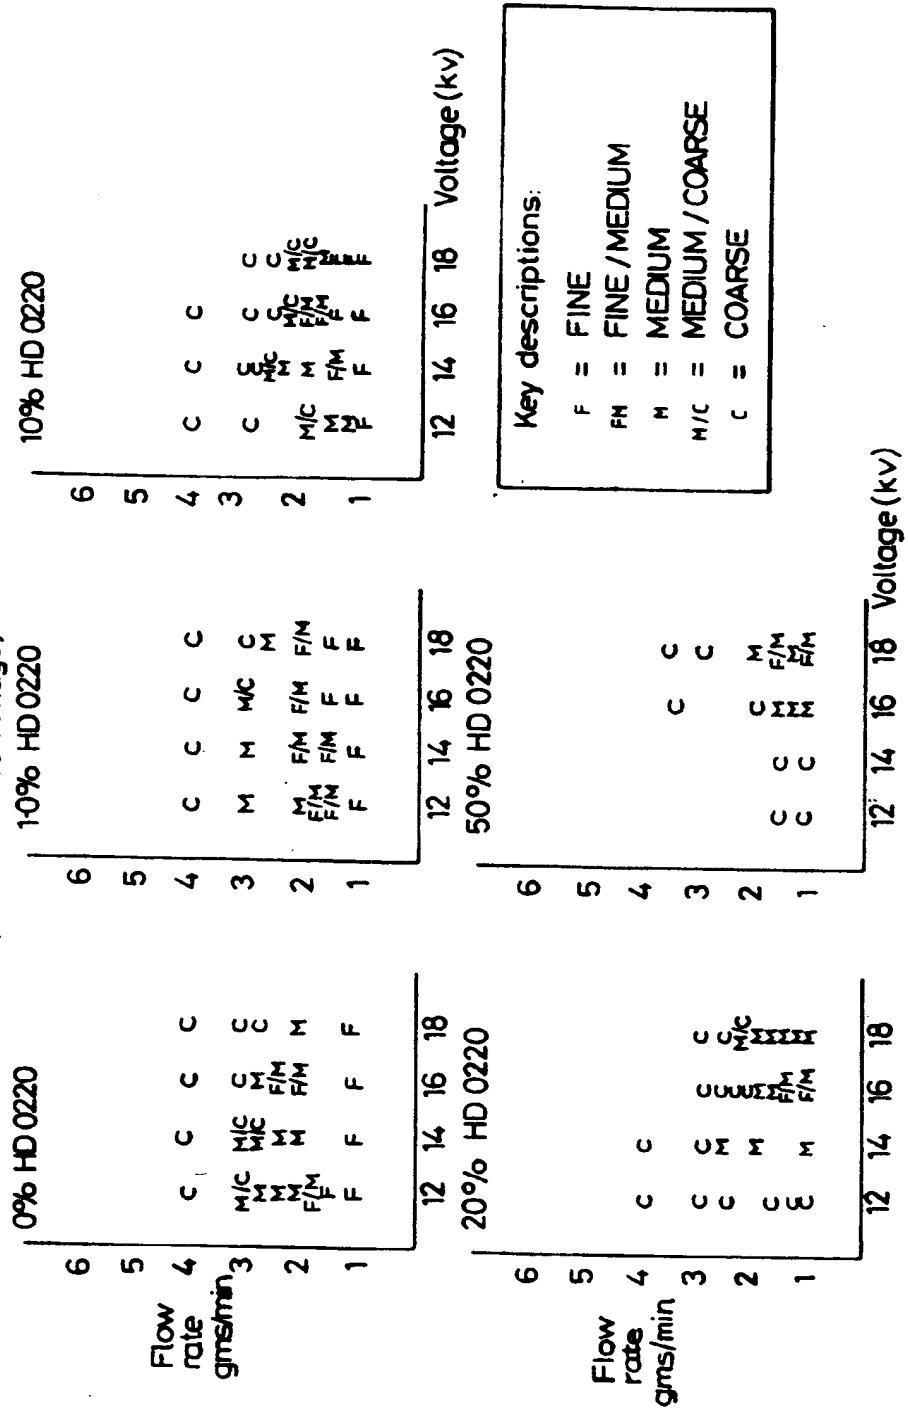 0% HD 0220
Flow
rate
gms/min
6
5
4 C C C C
3 M/C M/C C C
M M/C M C
M M F/M
2 M M F/M M
F/M
F
1 F F F F
12 14 16 18
1·0% HD 0220
6
5
4 C C C C
3 M M M/C C
M
2 M F/M F/M F/M
F/M F/M F F
F/M
1 F F F F
12 14 16 18
10% HD 0220
6
5
4 C C C
3 C C C C
C C C
M/C M/C M/C
M
2 M/C M F/M M/C
M F/M F/M M
M F F
1 F F F F
12 14 16 18 Voltage (kv)
20% HD 0220
Flow
rate
gms/min
6
5
4 C C
3 C C C C
C M C C
C M/C
2 M C M
C M M
M M
F/M M
1 C M F/M M
12 14 16 18
50% HD 0220
6
5
4
C C
3 C
2 C M
C C M F/M
M M
1 C C M F/M
12 14 16 18 Voltage (kv)
Key descriptions:
F = FINE
FM = FINE / MEDIUM
M = MEDIUM
M/C = MEDIUM / COARSE
C = COARSE